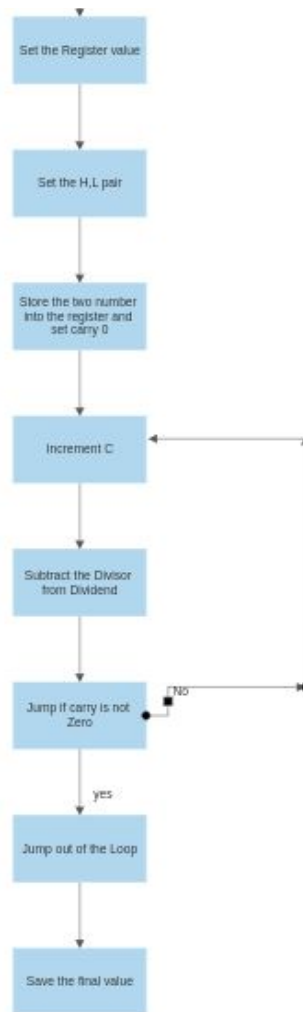 Set the Register value
Set the H,L pair
Store the two number
into the register and
set carry 0
Increment C
Subtract the Divisor
from Dividend
Jump if carry is not
Zero
No
yes
Jump out of the Loop
Save the final value